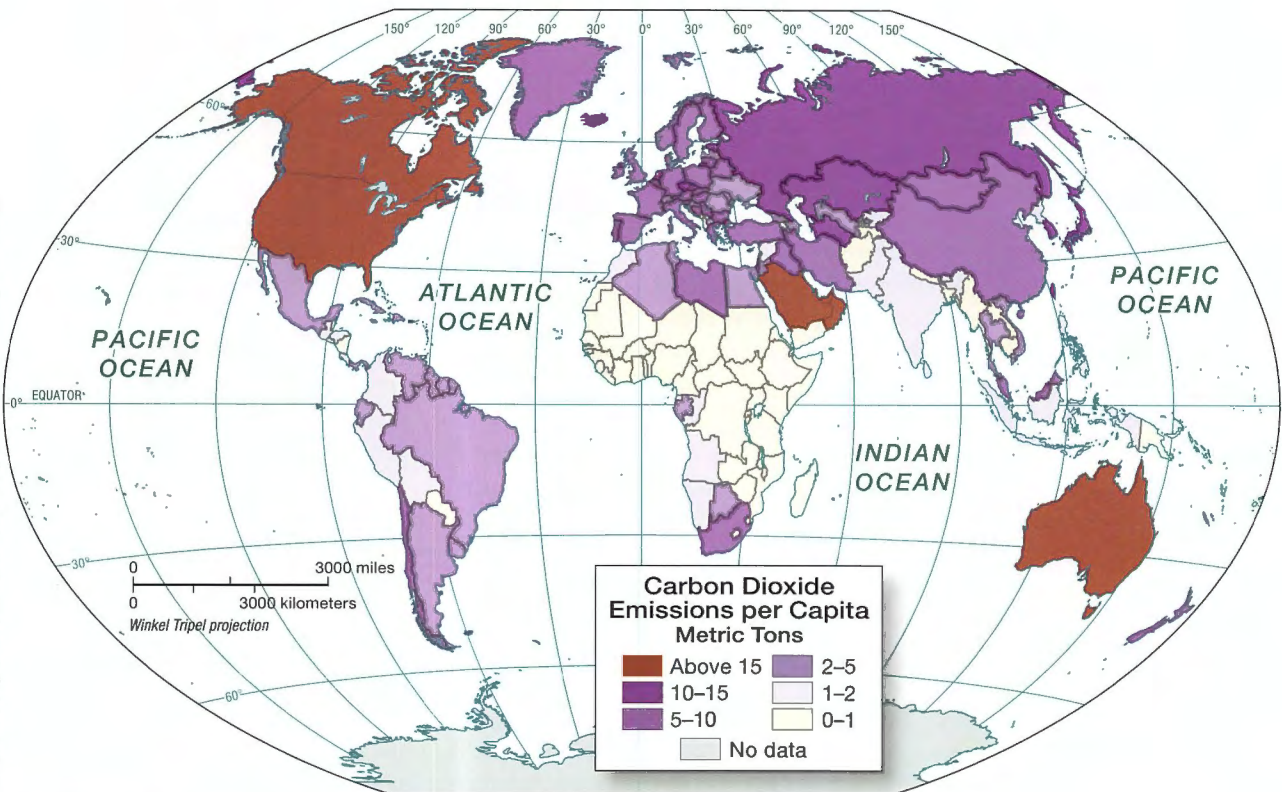 150°
120°
90°
60°
30°
0°
30°
60°
90°
120°
150°
60°
30°
ATLANTIC
OCEAN
PACIFIC
OCEAN
PACIFIC
OCEAN
0° EQUATOR
INDIAN
OCEAN
30°
0 3000 miles
0 3000 kilometers
Winkel Tripel projection
60°
Carbon Dioxide
Emissions per Capita
Metric Tons
Above 15 2–5
10–15 1–2
5–10 0–1
No data